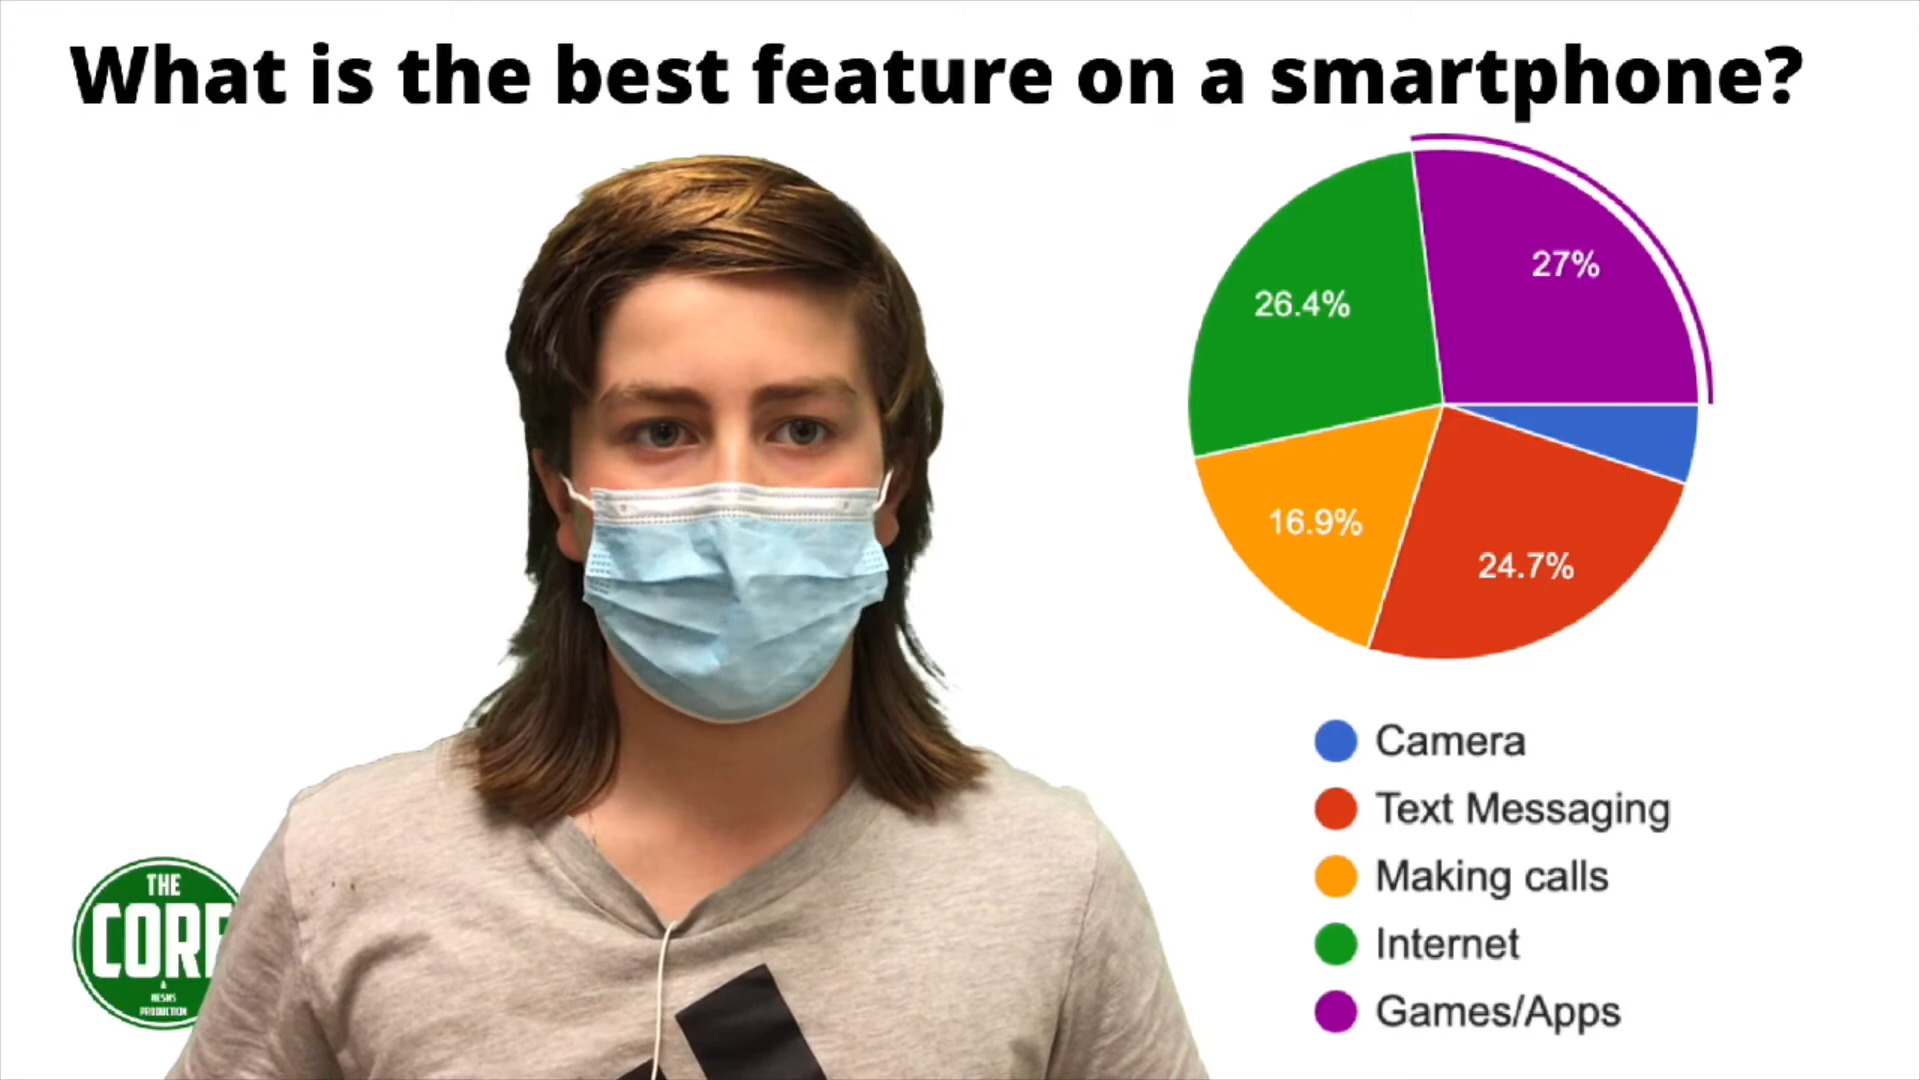 What is the best feature on a smartphone?
27%
26.4%
16.9%
24.7%
Camera
Text Messaging
Making calls
Internet
Games/Apps
THE
A
PRODUCTION